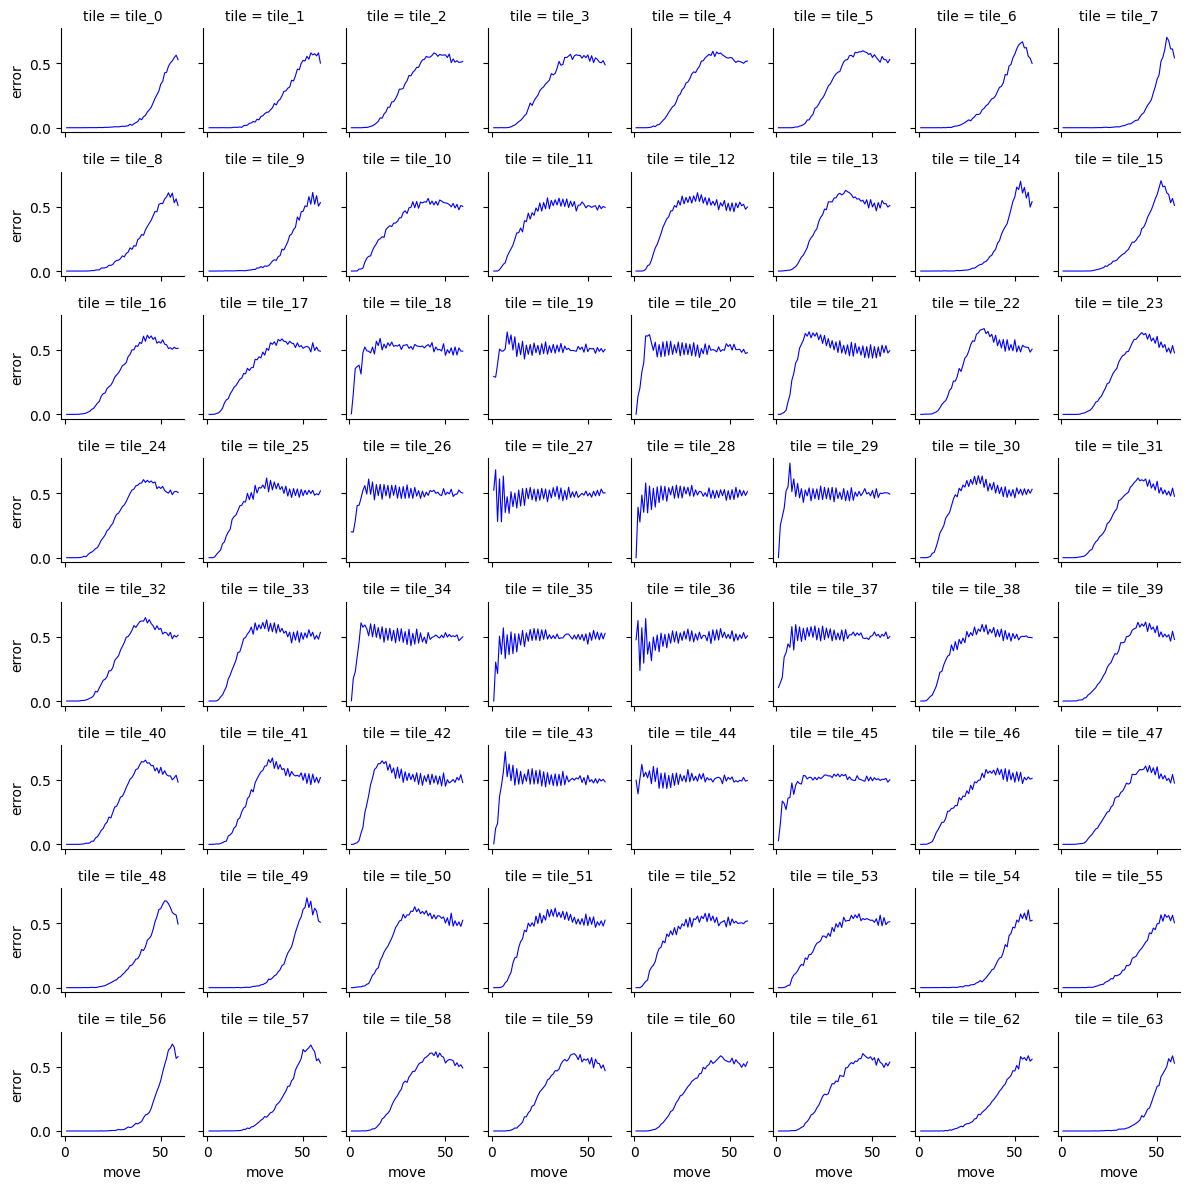 tile = tile_0 tile = tile_1 tile = tile_2 tile = tile_3 tile = tile_4 tile = tile_5 tile = tile_6 tile = tile_7
error
0.5
0.0
tile = tile_8 tile = tile_9 tile = tile_10 tile = tile_11 tile = tile_12 tile = tile_13 tile = tile_14 tile = tile_15
error
0.5
0.0
tile = tile_16 tile = tile_17 tile = tile_18 tile = tile_19 tile = tile_20 tile = tile_21 tile = tile_22 tile = tile_23
error
0.5
0.0
tile = tile_24 tile = tile_25 tile = tile_26 tile = tile_27 tile = tile_28 tile = tile_29 tile = tile_30 tile = tile_31
error
0.5
0.0
tile = tile_32 tile = tile_33 tile = tile_34 tile = tile_35 tile = tile_36 tile = tile_37 tile = tile_38 tile = tile_39
error
0.5
0.0
tile = tile_40 tile = tile_41 tile = tile_42 tile = tile_43 tile = tile_44 tile = tile_45 tile = tile_46 tile = tile_47
error
0.5
0.0
tile = tile_48 tile = tile_49 tile = tile_50 tile = tile_51 tile = tile_52 tile = tile_53 tile = tile_54 tile = tile_55
error
0.5
0.0
tile = tile_56 tile = tile_57 tile = tile_58 tile = tile_59 tile = tile_60 tile = tile_61 tile = tile_62 tile = tile_63
error
0.5
0.0
0 50 0 50 0 50 0 50 0 50 0 50 0 50 0 50
move move move move move move move move